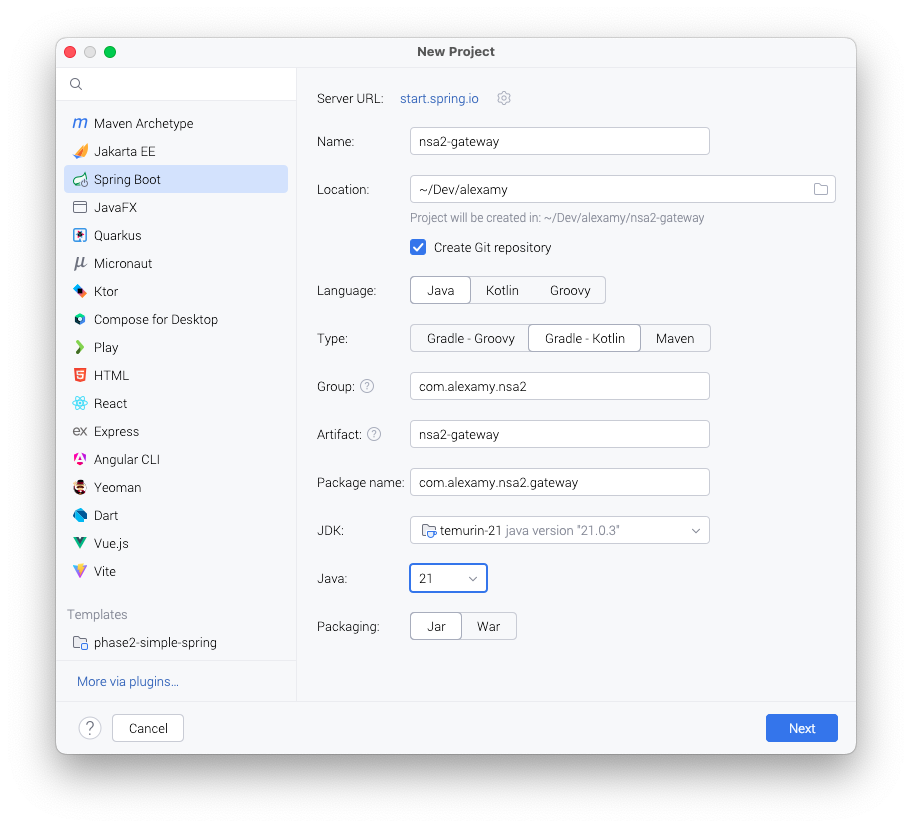 New Project
Maven Archetype
Jakarta EE
Spring Boot
JavaFX
Quarkus
Micronaut
Ktor
Compose for Desktop
Play
HTML
React
Express
Angular CLI
Yeoman
Dart
Vue.js
Vite
Templates
phase2-simple-spring
More via plugins...
Server URL: start.spring.io
Name: nsa2-gateway
Location: ~/Dev/alexamy
Project will be created in: ~/Dev/alexamy/nsa2-gateway
Create Git repository
Language: Java Kotlin Groovy
Type: Gradle - Groovy Gradle - Kotlin Maven
Group: ? com.alexamy.nsa2
Artifact: ? nsa2-gateway
Package name: com.alexamy.nsa2.gateway
JDK: temurin-21 java version "21.0.3"
Java: 21
Packaging: Jar War
? Cancel Next